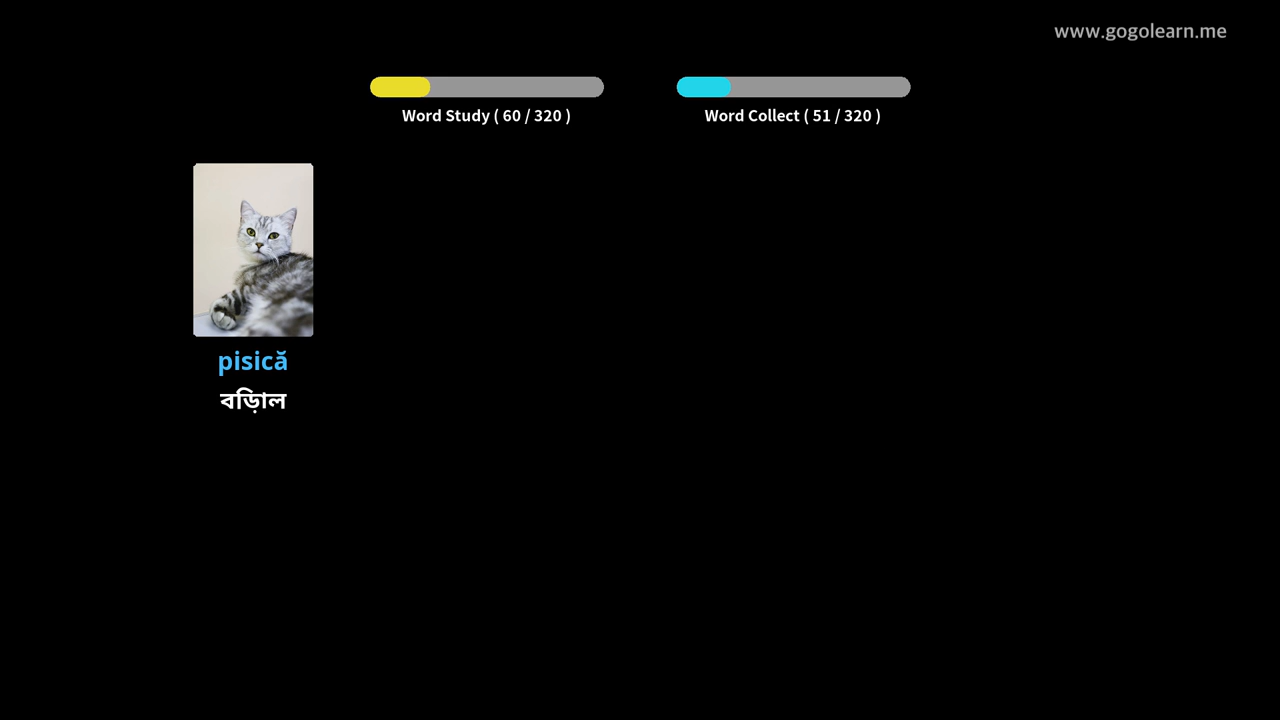 www.gogolearn.me
Word Study ( 60 / 320 )
Word Collect ( 51 / 320 )
pisică
বিড়াল